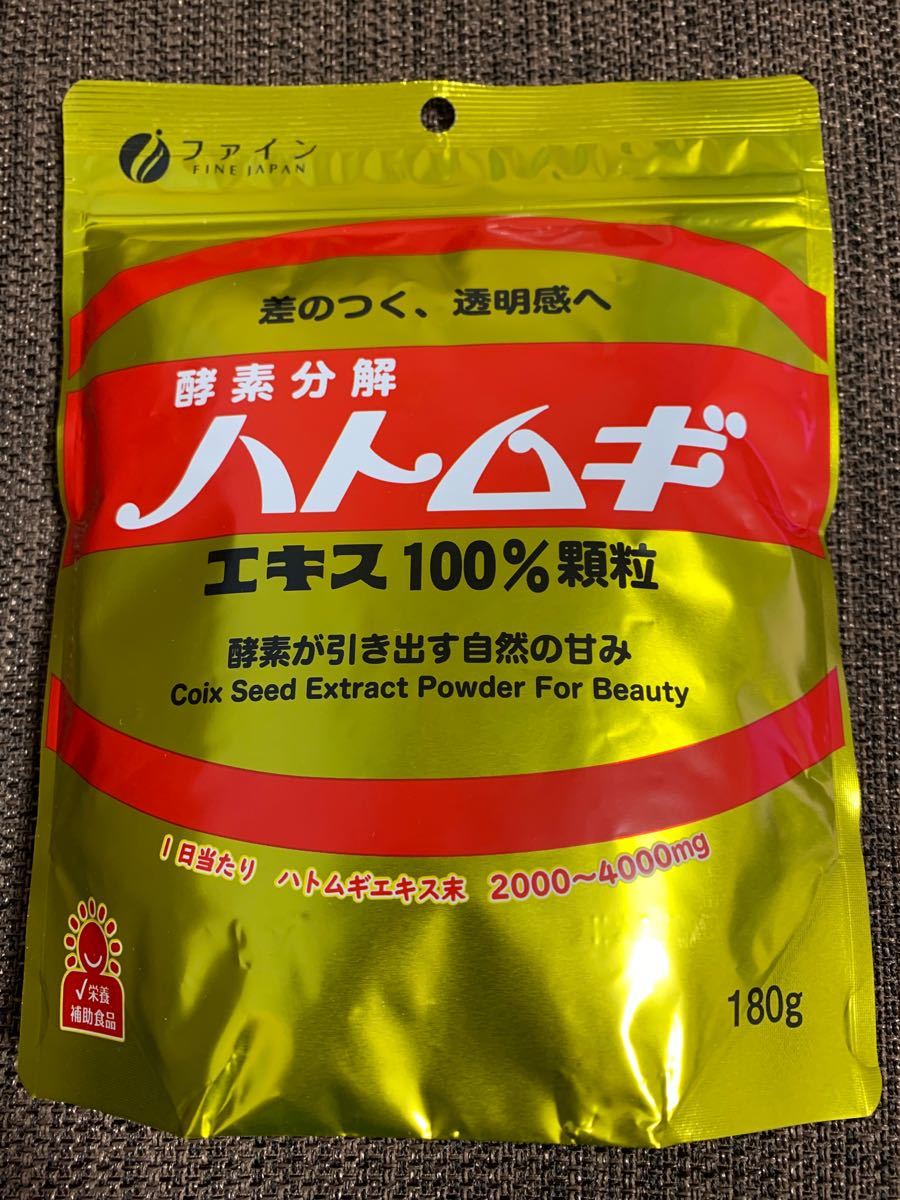 ファイン
FINE JAPAN
差のつく、透明感へ
酵素分解
ハトムギ
エキス100%顆粒
酵素が引き出す自然の甘み
Coix Seed Extract Powder For Beauty
1日当たり ハトムギエキス末 2000〜4000mg
√栄養
補助食品
180g